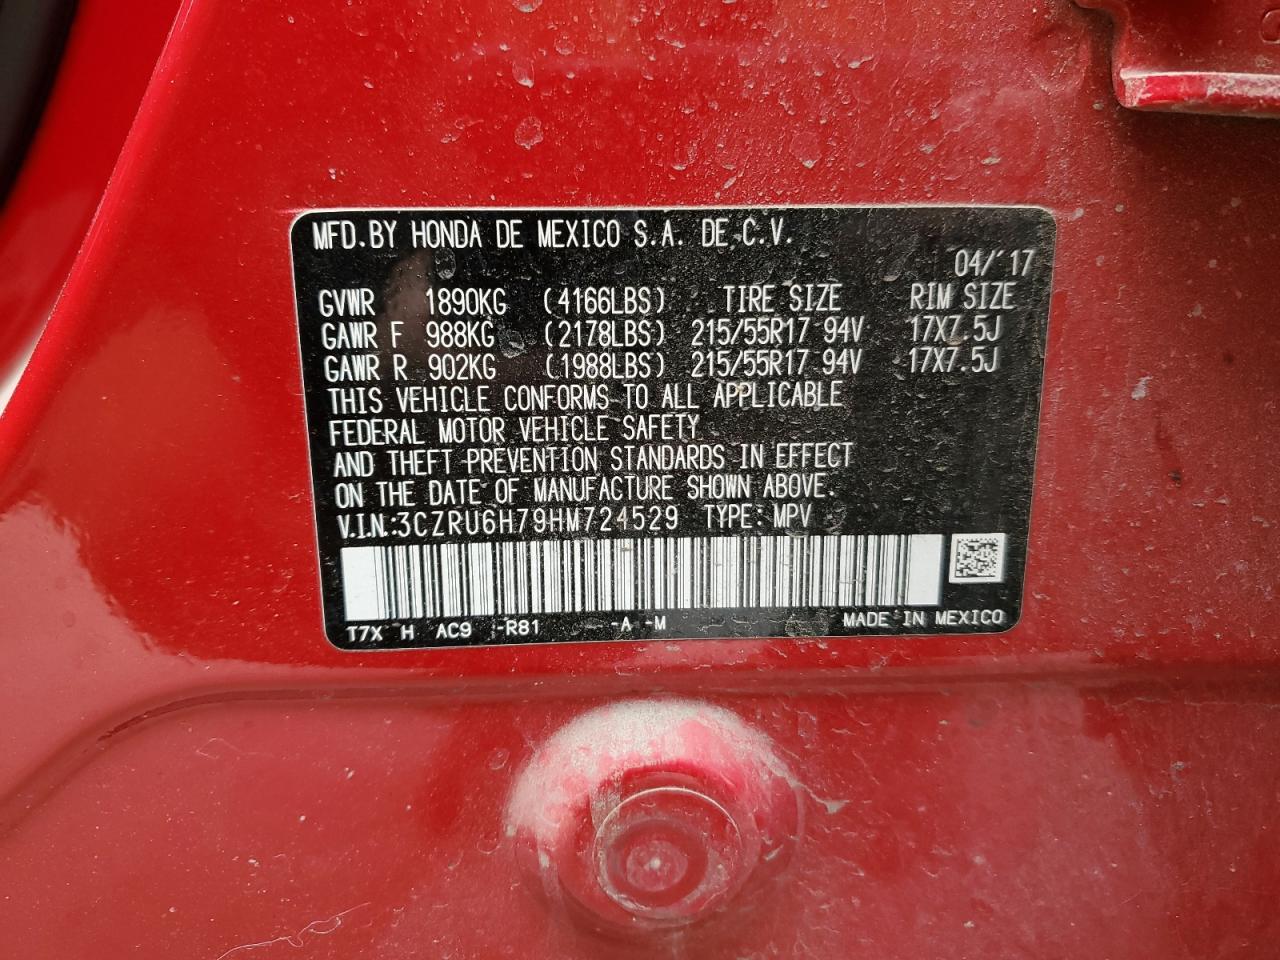 MFD.BY HONDA DE MEXICO S.A. DE C.V.
04/'17
GVWR 1890KG (4166LBS) TIRE SIZE RIM SIZE
GAWR F 988KG (2178LBS) 215/55R17 94V 17X7.5J
GAWR R 902KG (1988LBS) 215/55R17 94V 17X7.5J
THIS VEHICLE CONFORMS TO ALL APPLICABLE
FEDERAL MOTOR VEHICLE SAFETY
AND THEFT PREVENTION STANDARDS IN EFFECT
ON THE DATE OF MANUFACTURE SHOWN ABOVE.
V.I.N.:3CZRU6H79HM724529 TYPE: MPV
T7X H AC9 -R81 -A -M MADE IN MEXICO